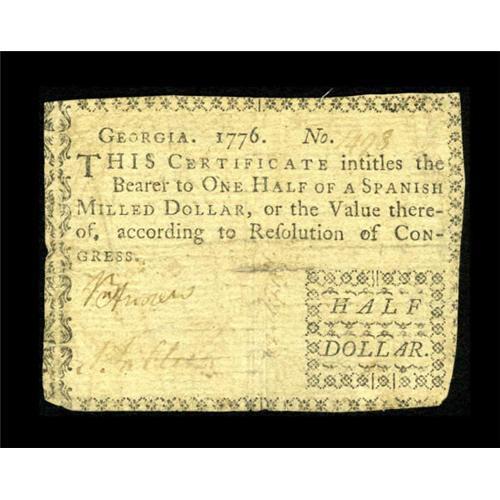 GEORGIA. 1776. No. 408
THIS CERTIFICATE intitles the
Bearer to ONE HALF OF A SPANISH
MILLED DOLLAR, or the Value there-
of, according to Reſolution of CON-
GRESS.
HALF
DOLLAR.